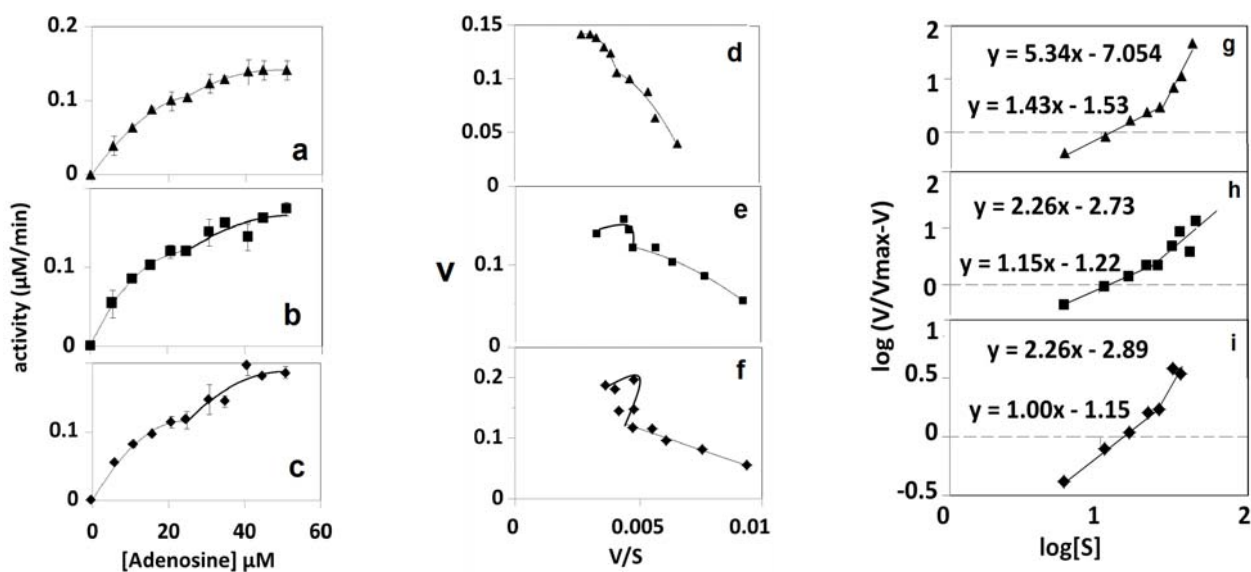 0.2
0.1
0
a
0.1
0
b
0.1
0
c
0 20 40 60
[Adenosine] µM
activity (µM/min)
0.15
0.1
0.05
0
d
0.1
0
e
0.2
0.1
0
f
0 0.005 0.01
V/S
V
2
1
0
g
y = 5.34x - 7.054
y = 1.43x - 1.53
2
1
0
h
y = 2.26x - 2.73
y = 1.15x - 1.22
1
0.5
0
-0.5
i
y = 2.26x - 2.89
y = 1.00x - 1.15
0 1 2
log[S]
log (V/Vmax-V)